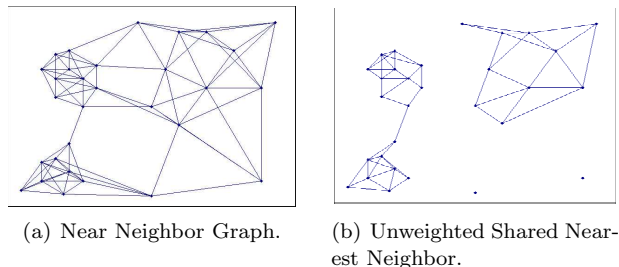 (a) Near Neighbor Graph.
(b) Unweighted Shared Near-
est Neighbor.